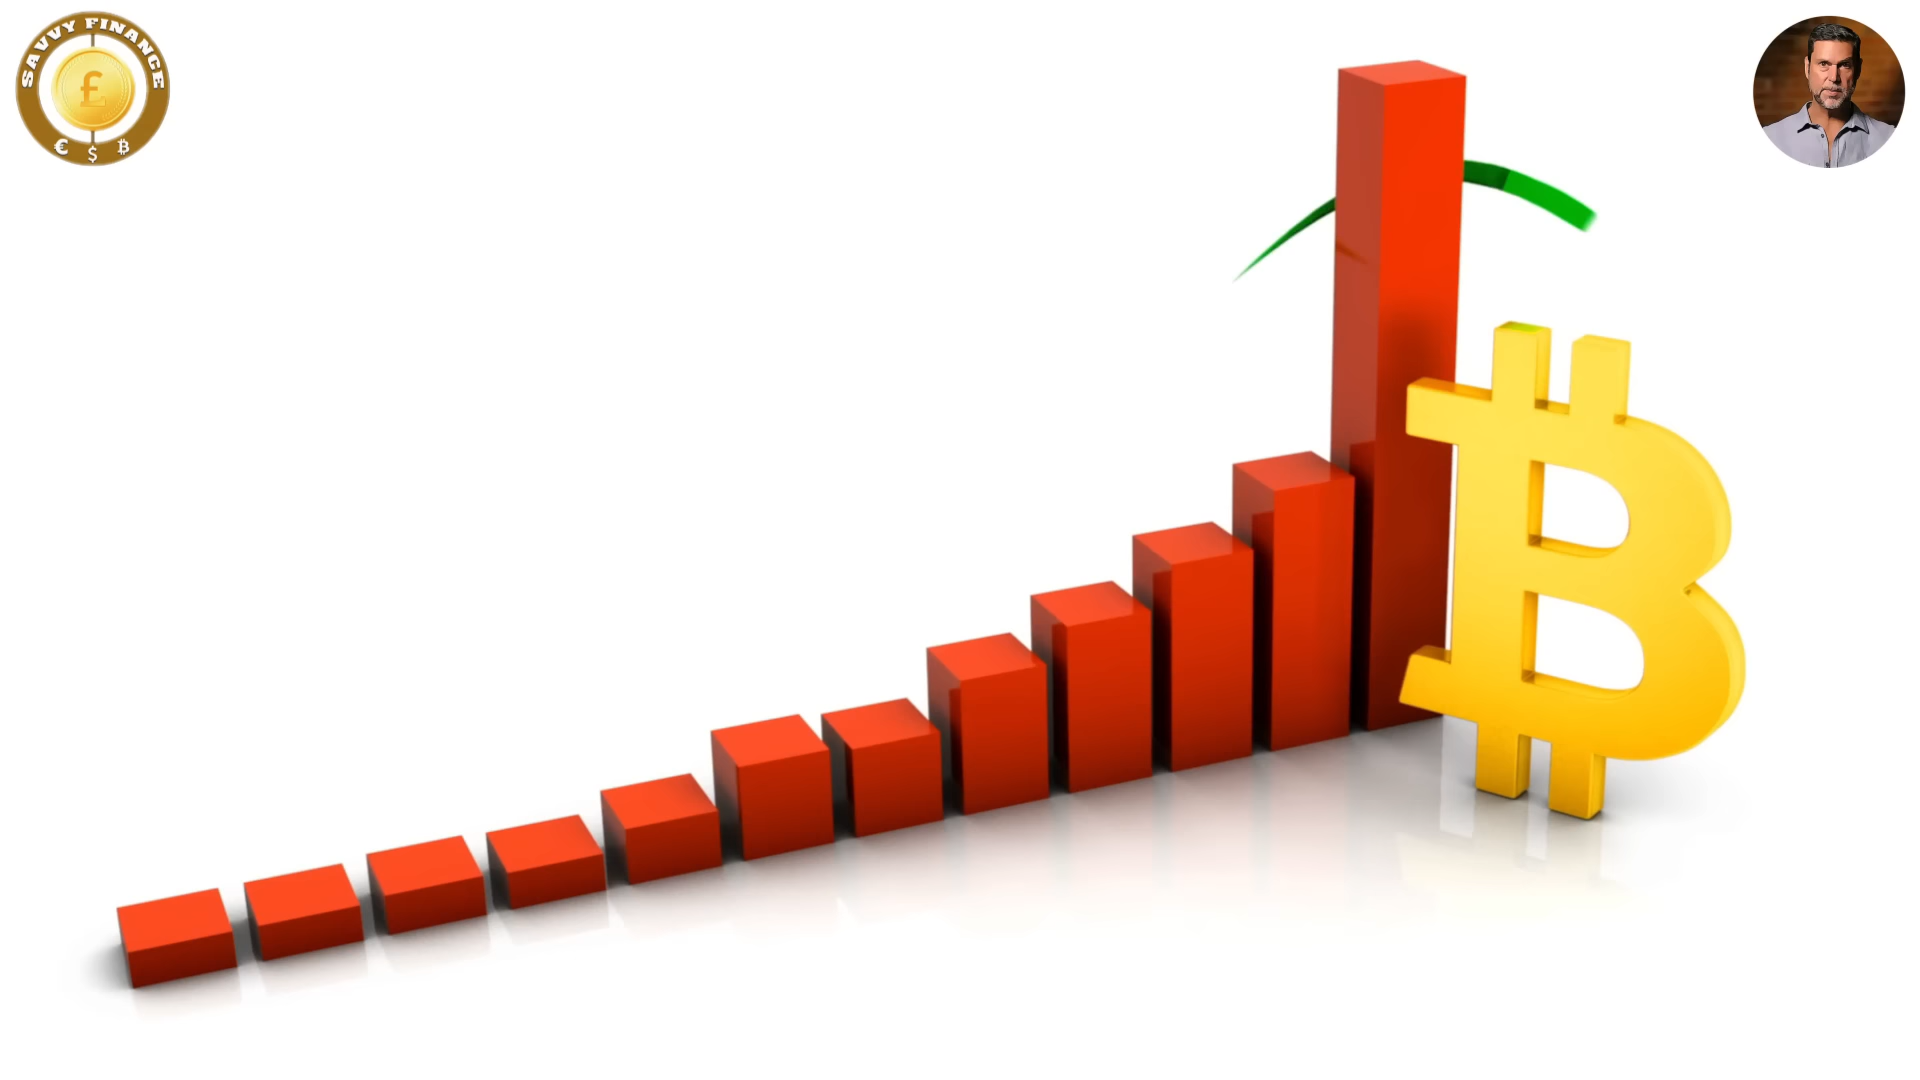 SAVVY FINANCE
£
€ $ ₿